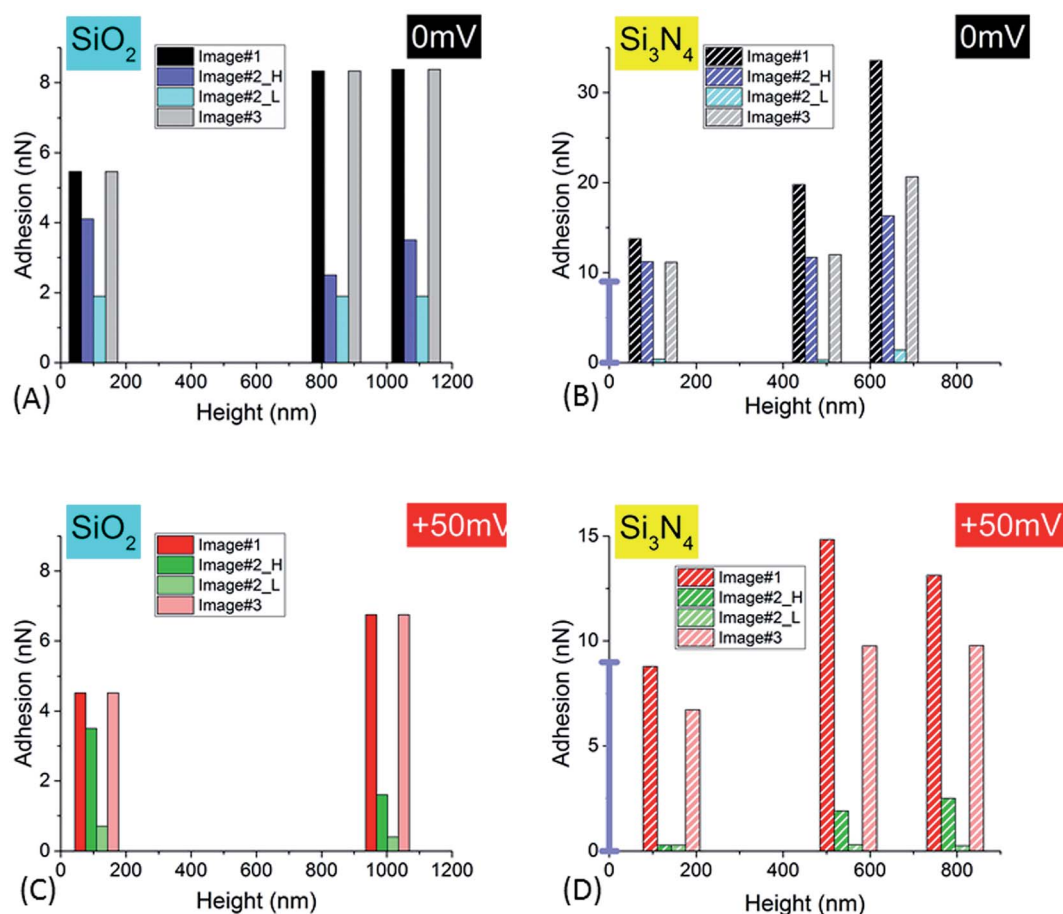 SiO2
0mV
Image#1
Image#2_H
Image#2_L
Image#3
8
6
4
2
0
Adhesion (nN)
0 200 400 600 800 1000 1200
Height (nm)
(A)
Si3N4
0mV
Image#1
Image#2_H
Image#2_L
Image#3
30
20
10
0
Adhesion (nN)
0 200 400 600 800
Height (nm)
(B)
SiO2
+50mV
Image#1
Image#2_H
Image#2_L
Image#3
8
6
4
2
0
Adhesion (nN)
0 200 400 600 800 1000 1200
Height (nm)
(C)
Si3N4
+50mV
Image#1
Image#2_H
Image#2_L
Image#3
15
10
5
0
Adhesion (nN)
0 200 400 600 800
Height (nm)
(D)